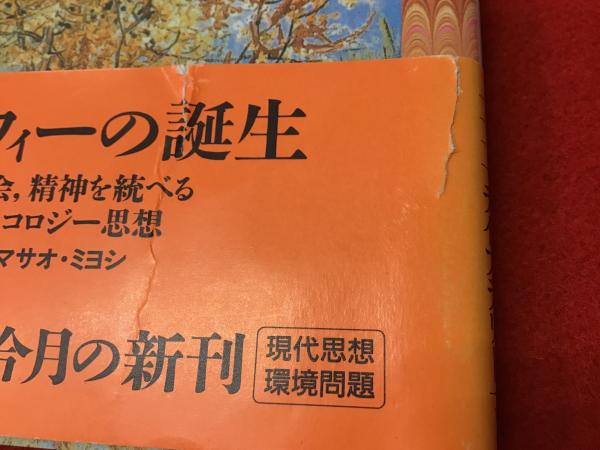 フィーの誕生
会,精神を統べる
コロジー思想
マサオ・ミヨシ
今月の新刊
現代思想
環境問題